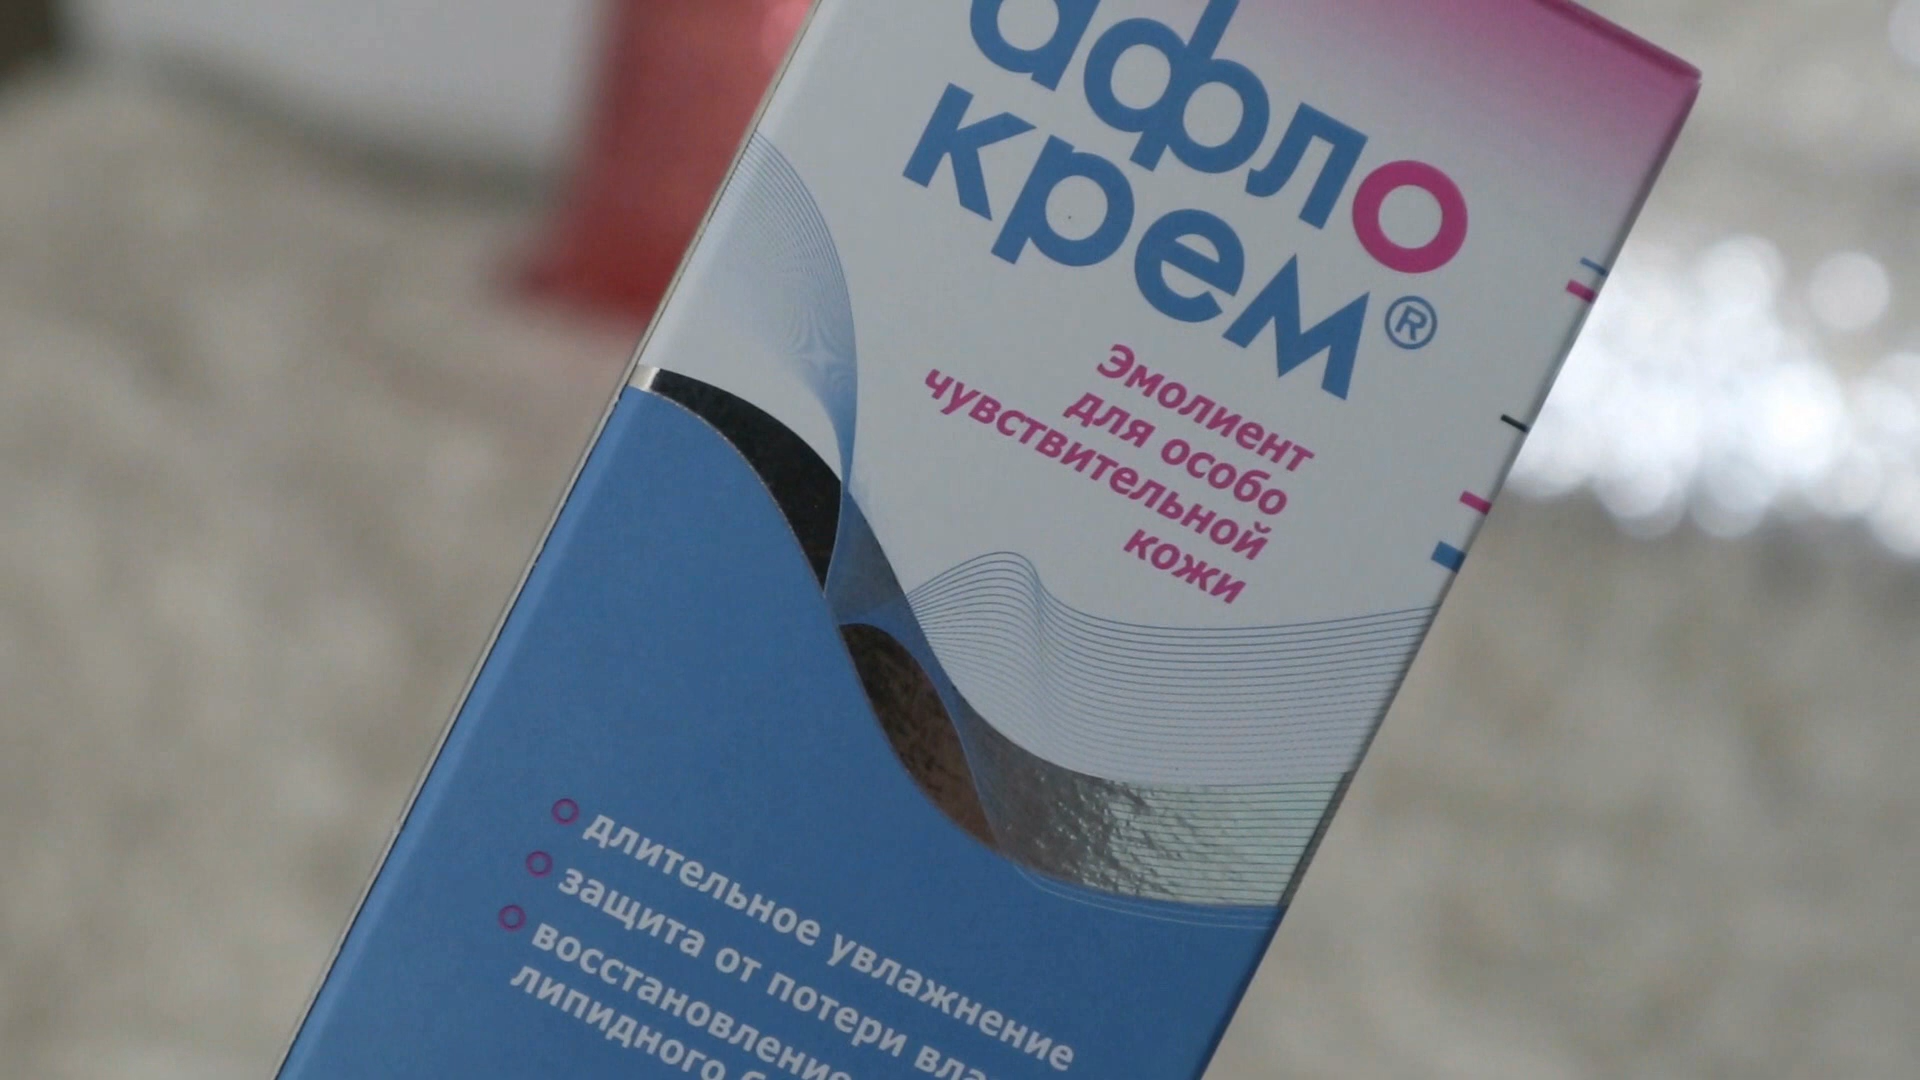 афло
крем®
Эмолиент
для особо
чувствительной
кожи
длительное увлажнение
защита от потери
восстановление
липидного